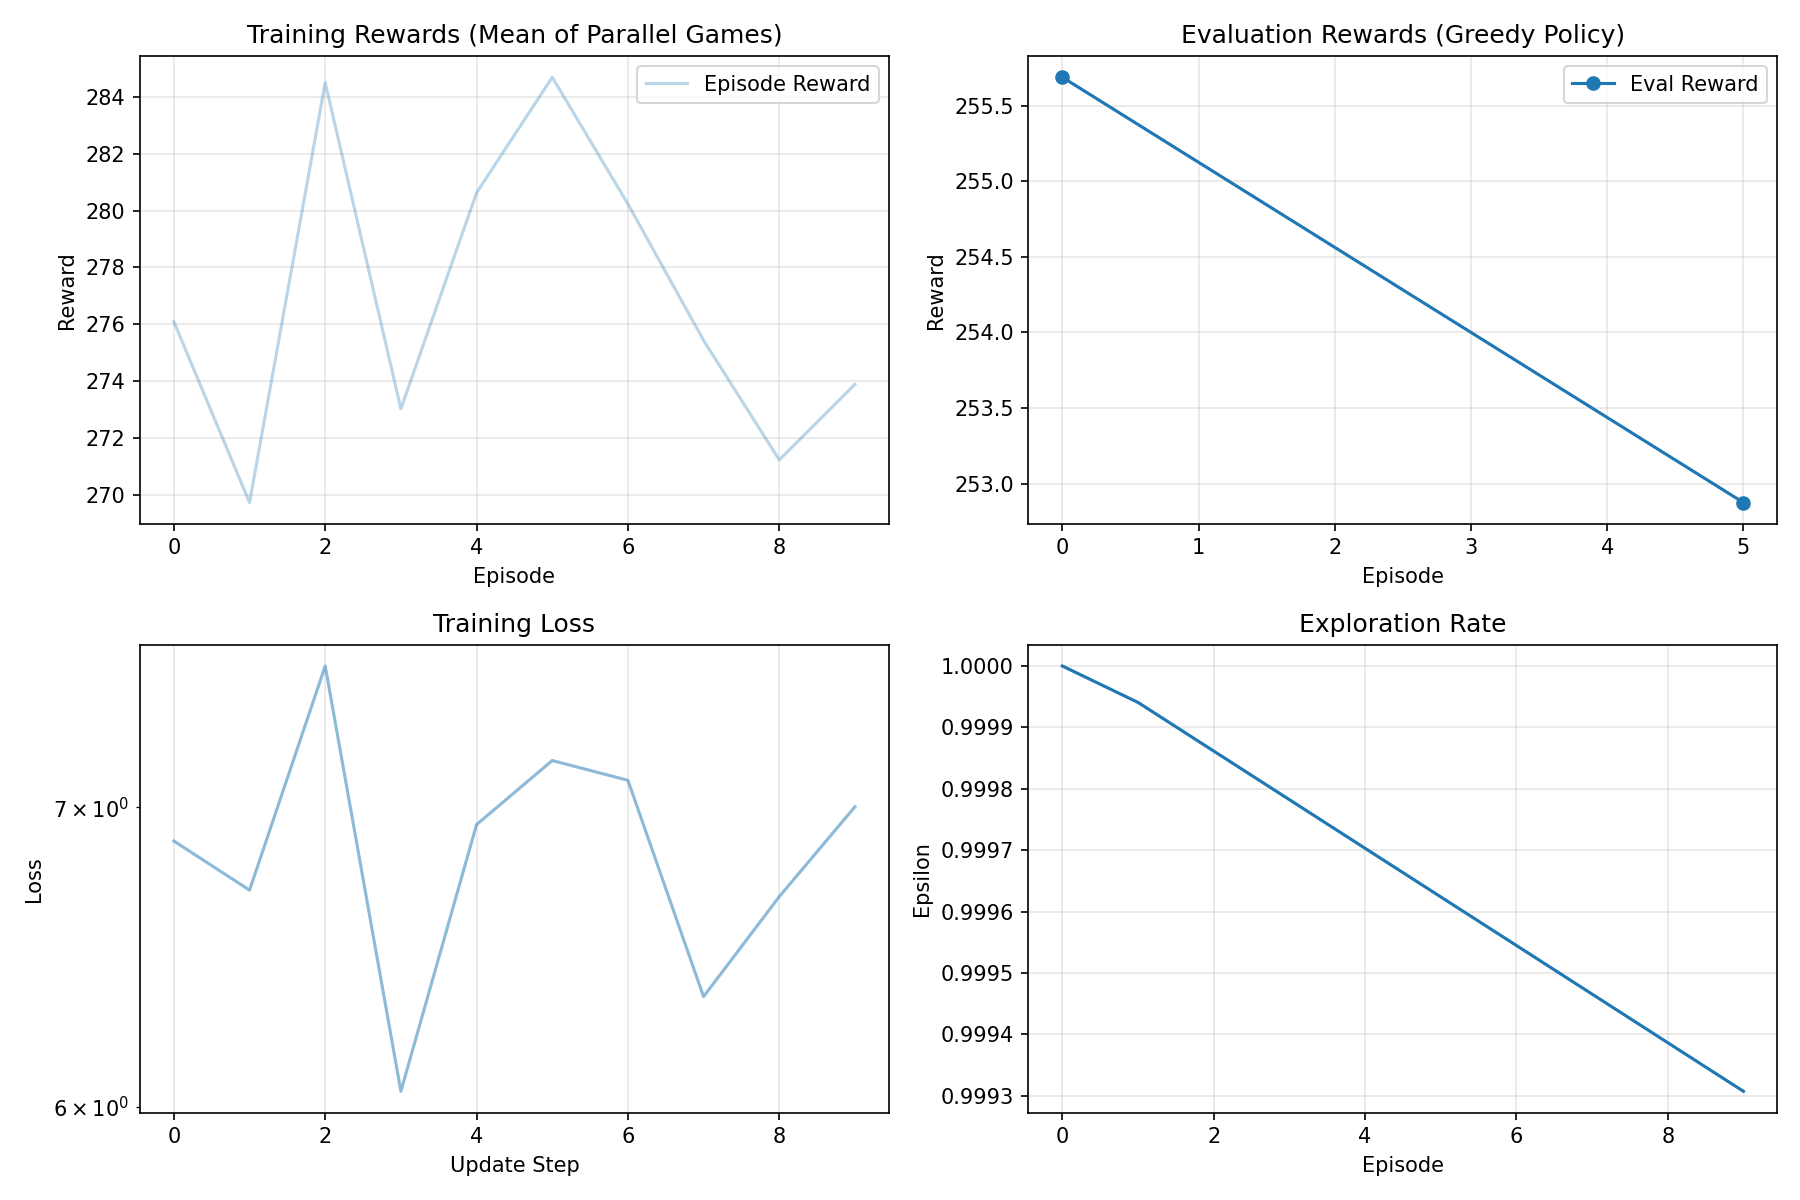 Training Rewards (Mean of Parallel Games)
Episode Reward
284
282
280
278
276
274
272
270
Reward
0 2 4 6 8
Episode
Evaluation Rewards (Greedy Policy)
Eval Reward
255.5
255.0
254.5
254.0
253.5
253.0
Reward
0 1 2 3 4 5
Episode
Training Loss
7 × 10⁰
6 × 10⁰
Loss
0 2 4 6 8
Update Step
Exploration Rate
1.0000
0.9999
0.9998
0.9997
0.9996
0.9995
0.9994
0.9993
Epsilon
0 2 4 6 8
Episode